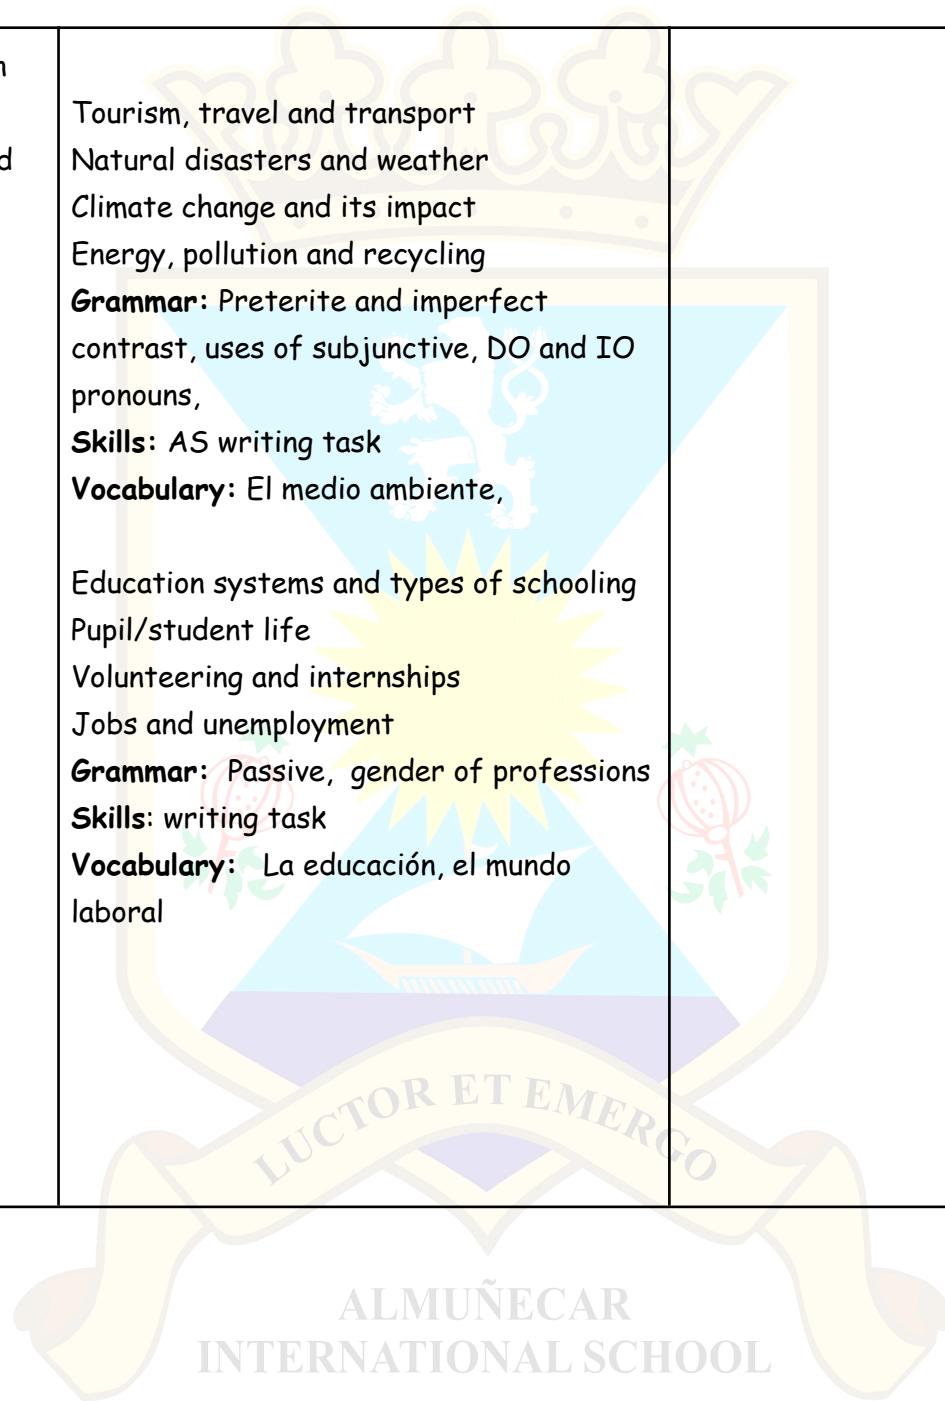 Tourism, travel and transport
Natural disasters and weather
Climate change and its impact
Energy, pollution and recycling
Grammar: Preterite and imperfect
contrast, uses of subjunctive, DO and IO
pronouns,
Skills: AS writing task
Vocabulary: El medio ambiente,
Education systems and types of schooling
Pupil/student life
Volunteering and internships
Jobs and unemployment
Grammar: Passive, gender of professions
Skills: writing task
Vocabulary: La educación, el mundo
laboral
LUCTOR ET EMERGO
ALMUÑECAR
INTERNATIONAL SCHOOL